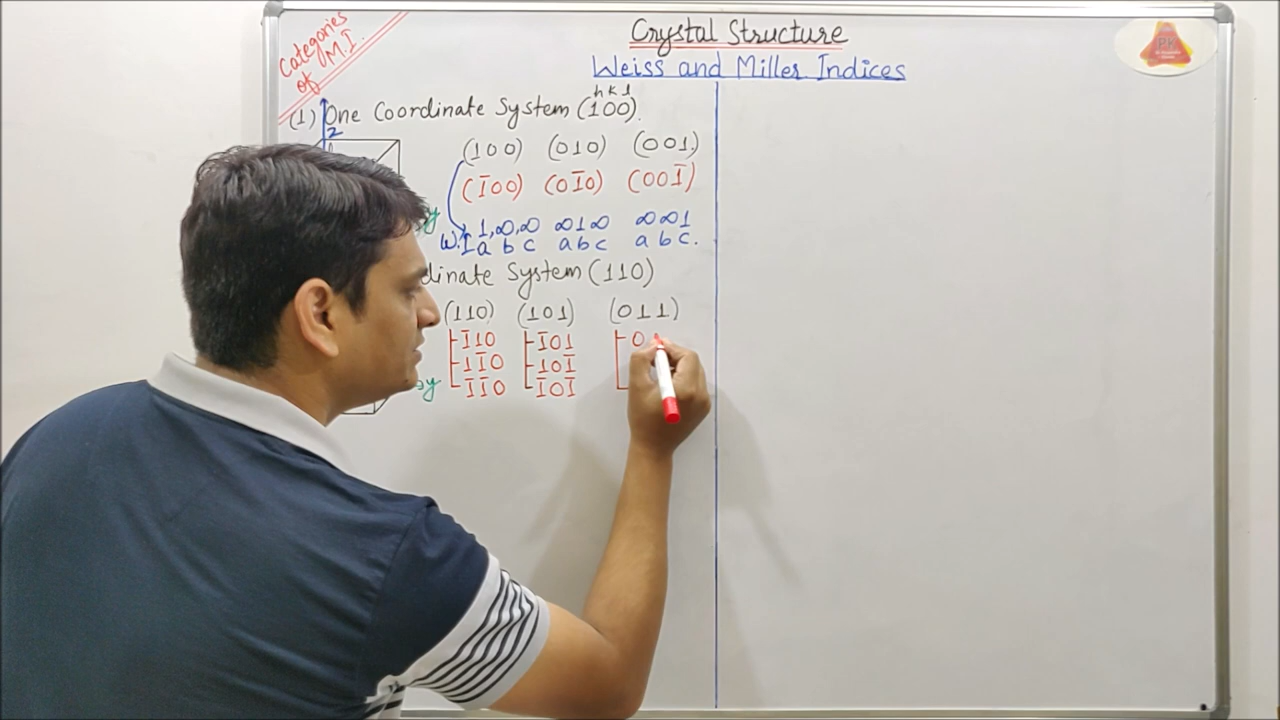 Crystal Structure
Weiss and Miller Indices
Categories
of M.I.
h k l
(1) One Coordinate System (100).
z
(100) (010) (001)
(1̄00) (01̄0) (001̄)
y
W.I 1,∞,∞ ∞1∞ ∞∞1
a b c a b c a b c.
dinate System (110)
(110) (101) (011)
1̄10 1̄01 0
11̄0 101̄
y 1̄1̄0 1̄01̄
PK